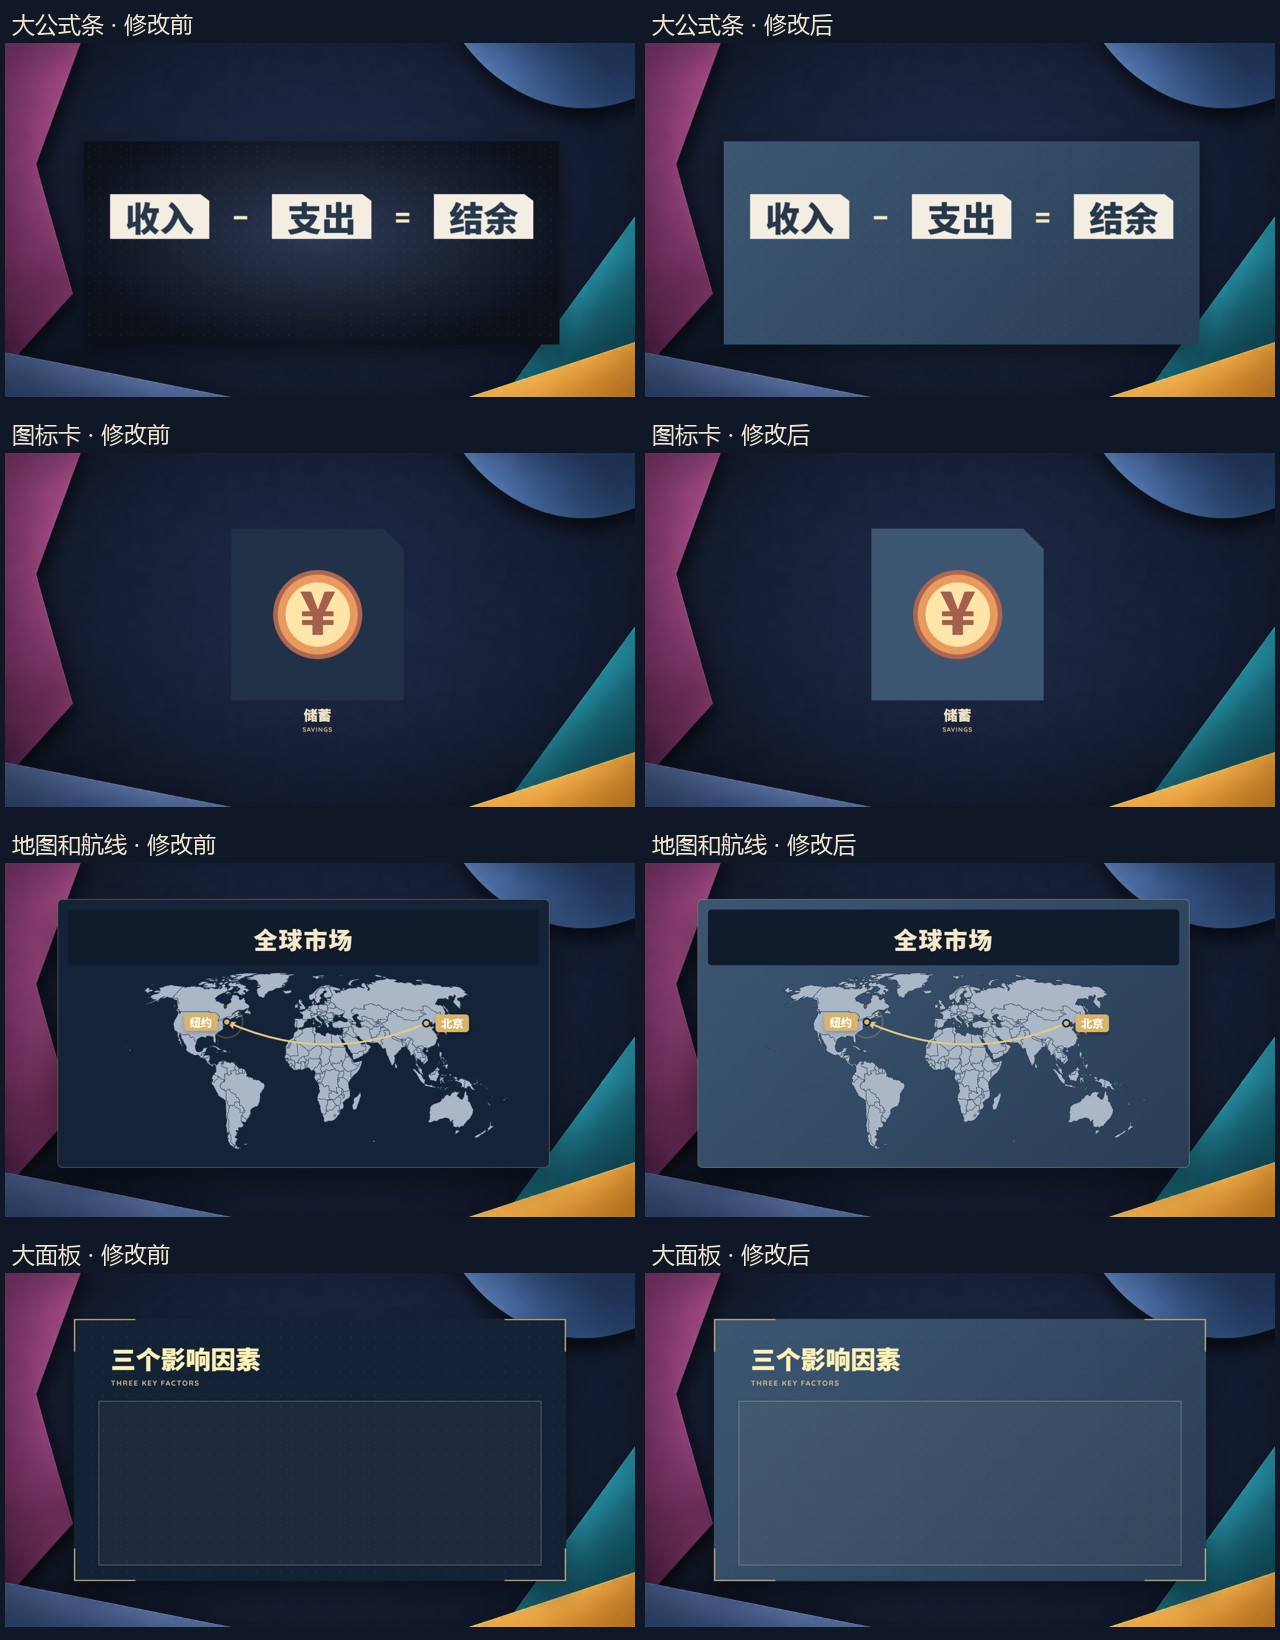 大公式条 · 修改前
大公式条 · 修改后
收入 − 支出 = 结余
收入 − 支出 = 结余
图标卡 · 修改前
图标卡 · 修改后
¥
储蓄
SAVINGS
¥
储蓄
SAVINGS
地图和航线 · 修改前
地图和航线 · 修改后
全球市场
纽约
北京
全球市场
纽约
北京
大面板 · 修改前
大面板 · 修改后
三个影响因素
THREE KEY FACTORS
三个影响因素
THREE KEY FACTORS